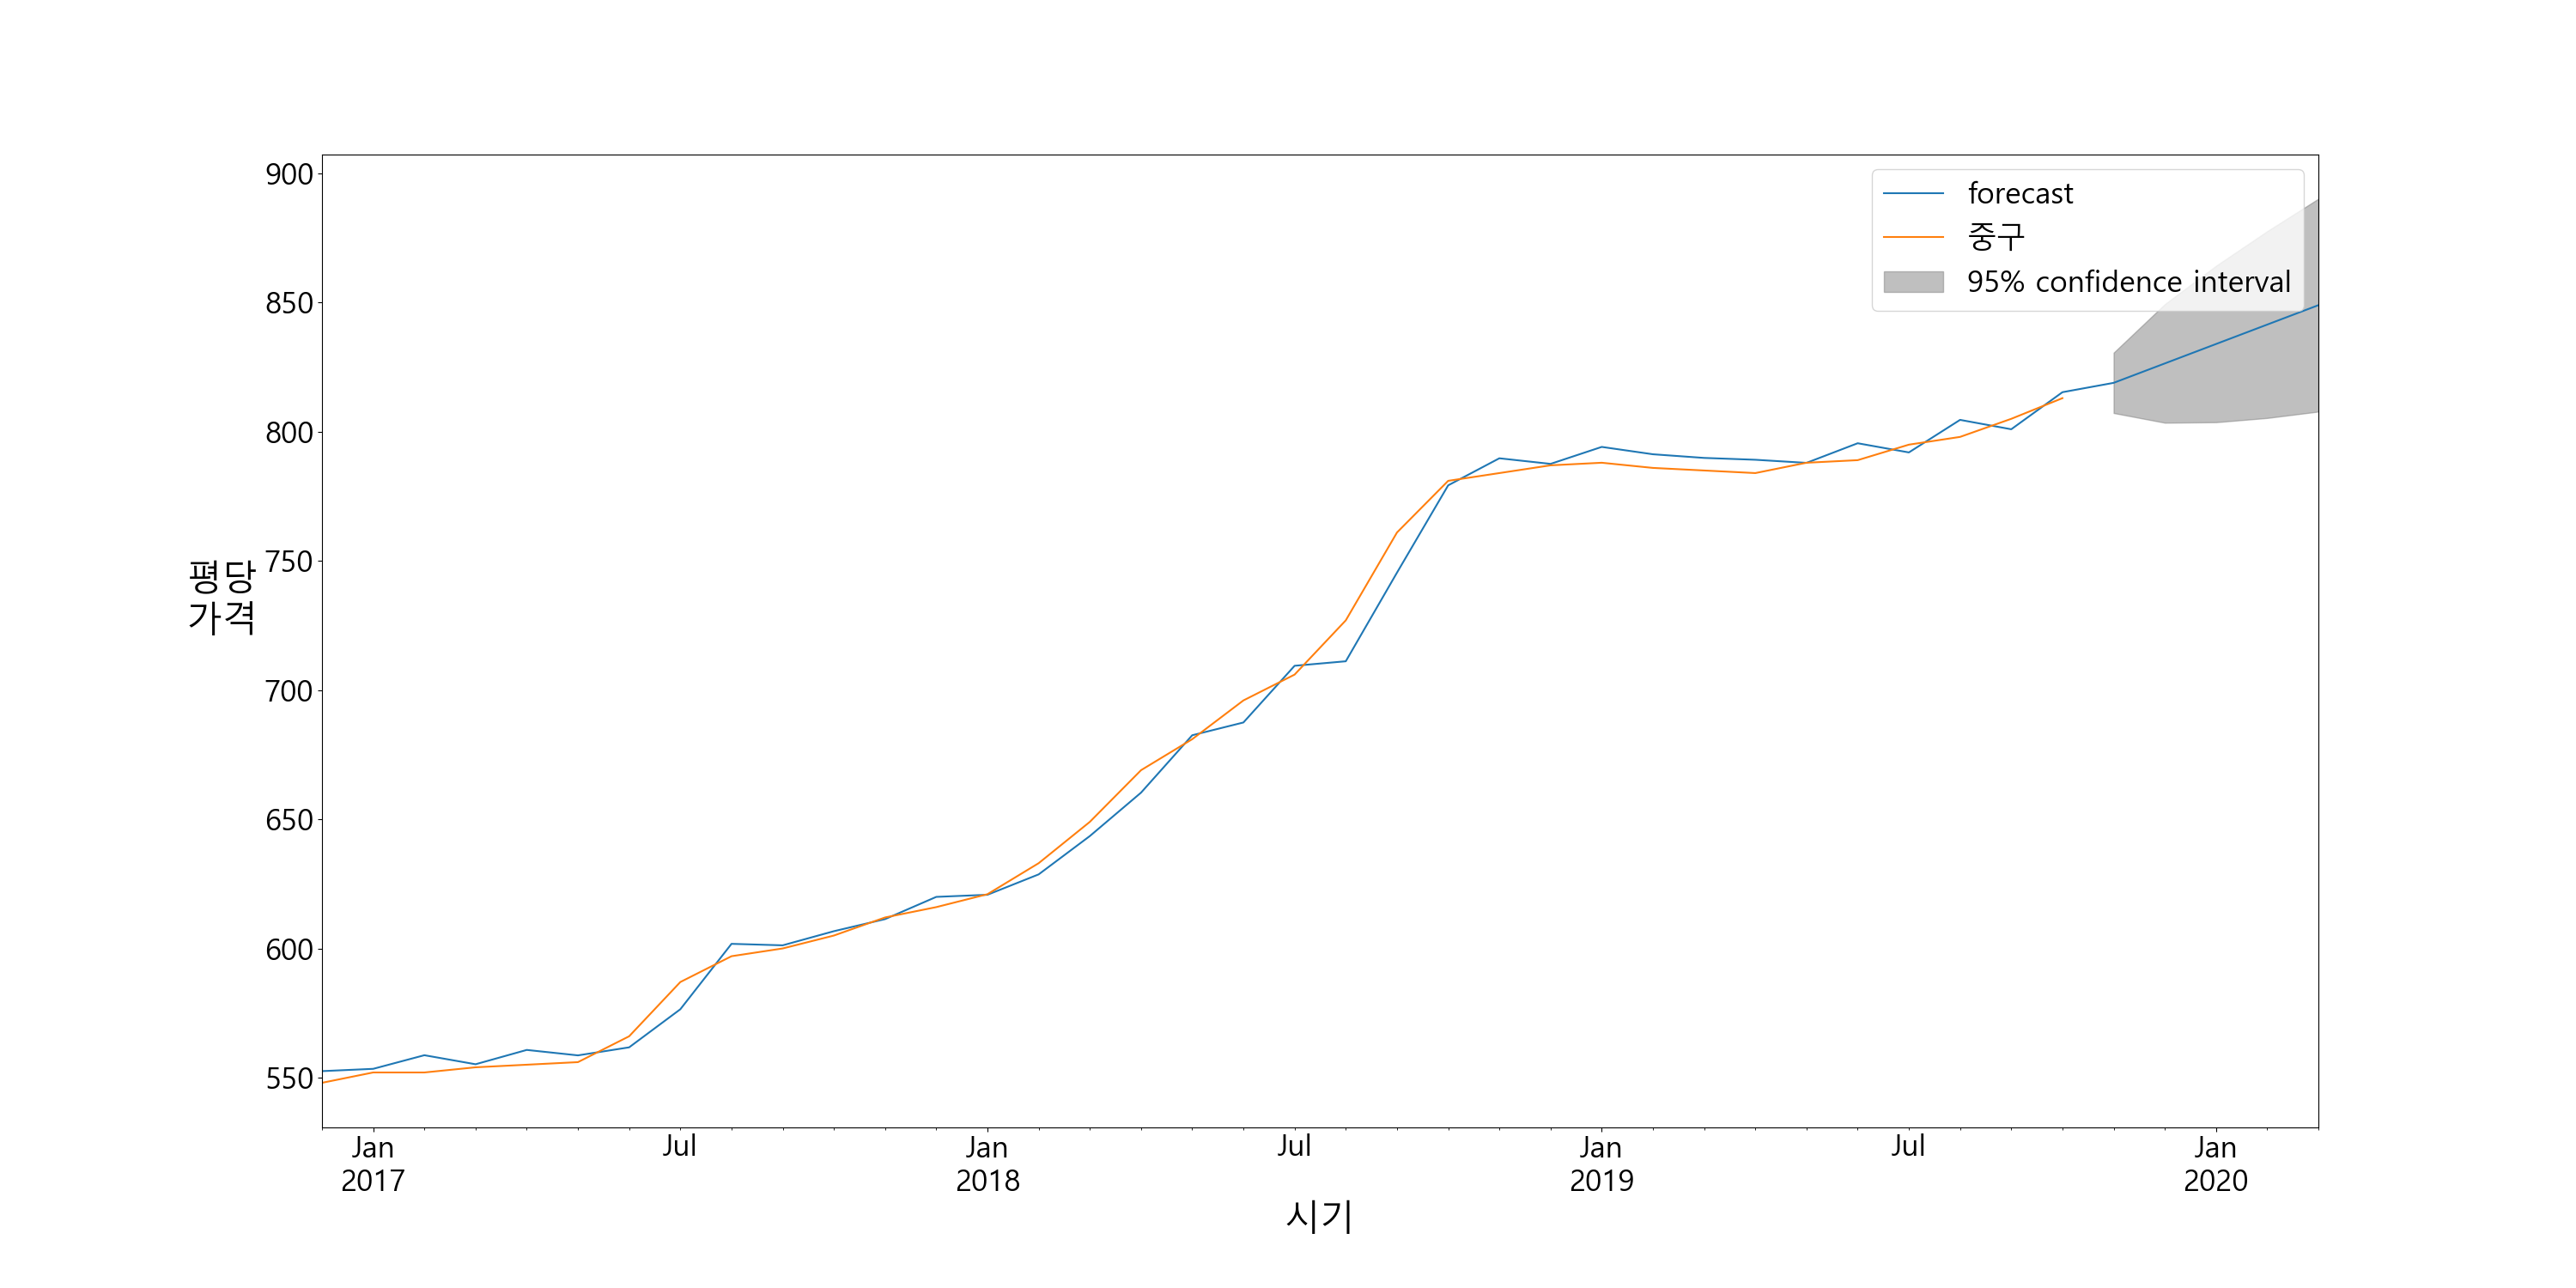 900
850
800
750
700
650
600
550
평당
가격
forecast
중구
95% confidence interval
Jan Jul Jan Jul Jan Jul Jan
2017 2018 2019 2020
시기